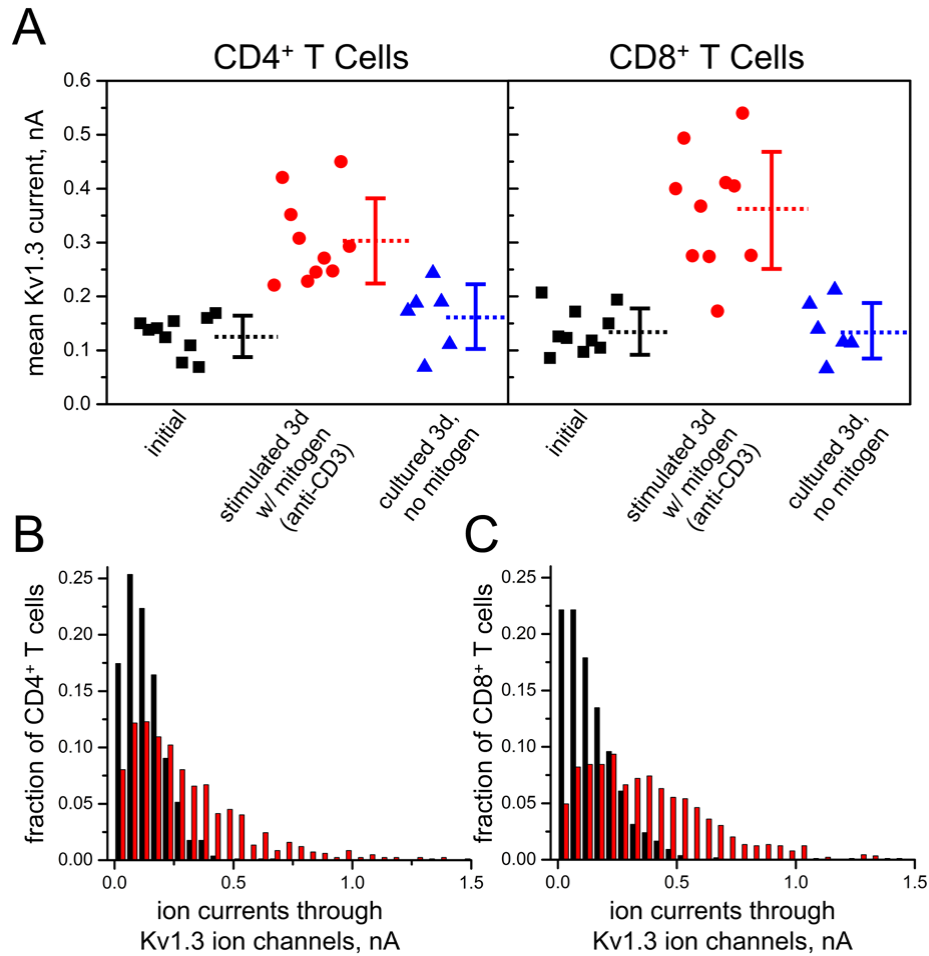 A
CD4⁺ T Cells
CD8⁺ T Cells
mean Kv1.3 current, nA
0.6
0.5
0.4
0.3
0.2
0.1
0.0
initial
stimulated 3d
w/ mitogen
(anti-CD3)
cultured 3d,
no mitogen
initial
stimulated 3d
w/ mitogen
(anti-CD3)
cultured 3d,
no mitogen
B
fraction of CD4⁺ T cells
0.25
0.20
0.15
0.10
0.05
0.00
0.0
0.5
1.0
1.5
ion currents through
Kv1.3 ion channels, nA
C
fraction of CD8⁺ T cells
0.25
0.20
0.15
0.10
0.05
0.00
0.0
0.5
1.0
1.5
ion currents through
Kv1.3 ion channels, nA